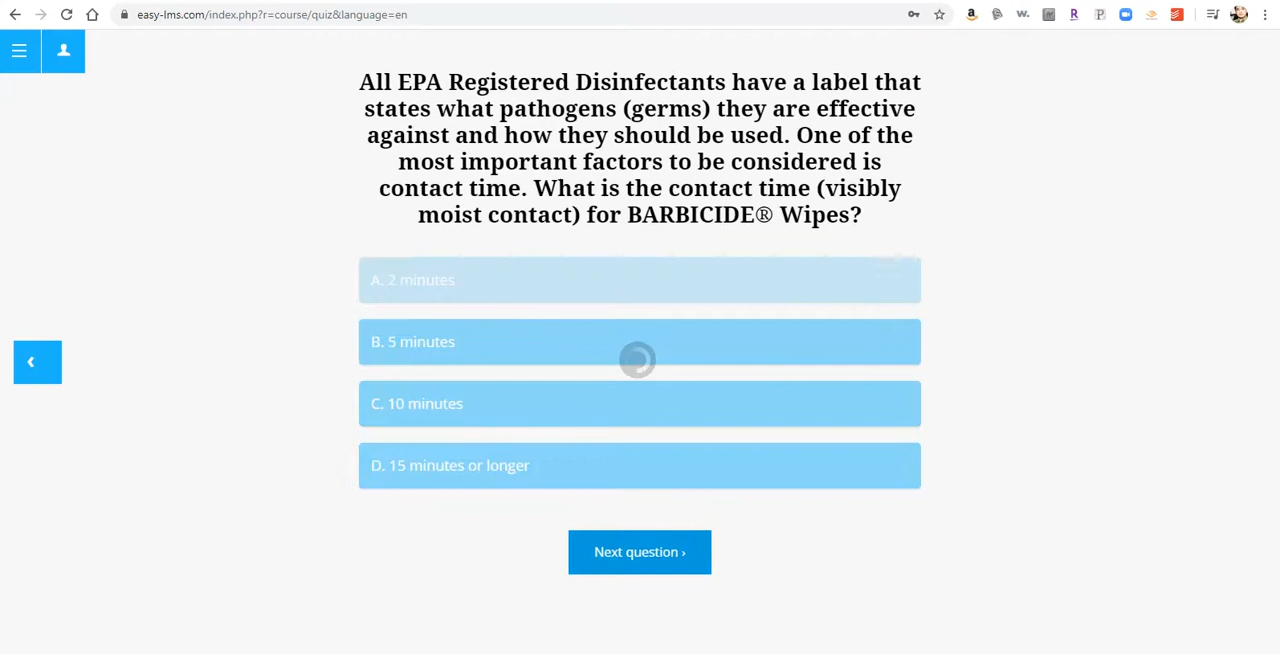 easy-lms.com/index.php?r=course/quiz&language=en
All EPA Registered Disinfectants have a label that
states what pathogens (germs) they are effective
against and how they should be used. One of the
most important factors to be considered is
contact time. What is the contact time (visibly
moist contact) for BARBICIDE® Wipes?
A. 2 minutes
B. 5 minutes
C. 10 minutes
D. 15 minutes or longer
Next question ›